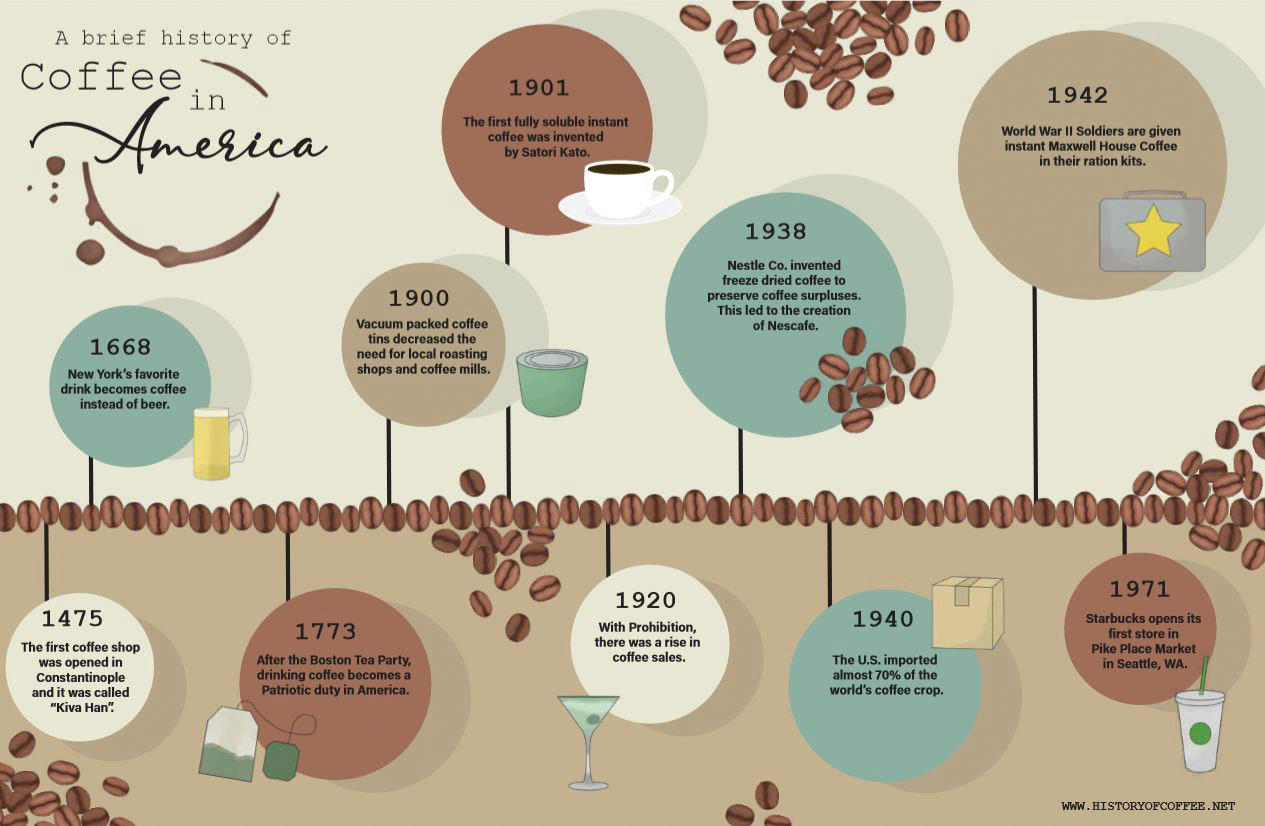 A brief history of
Coffee
in
America
1475
The first coffee shop
was opened in
Constantinople
and it was called
“Kiva Han”.
1668
New York’s favorite
drink becomes coffee
instead of beer.
1773
After the Boston Tea Party,
drinking coffee becomes a
Patriotic duty in America.
1900
Vacuum packed coffee
tins decreased the
need for local roasting
shops and coffee mills.
1901
The first fully soluble instant
coffee was invented
by Satori Kato.
1920
With Prohibition,
there was a rise in
coffee sales.
1938
Nestle Co. invented
freeze dried coffee to
preserve coffee surpluses.
This led to the creation
of Nescafe.
1940
The U.S. imported
almost 70% of the
world’s coffee crop.
1942
World War II Soldiers are given
instant Maxwell House Coffee
in their ration kits.
1971
Starbucks opens its
first store in
Pike Place Market
in Seattle, WA.
WWW.HISTORYOFCOFFEE.NET